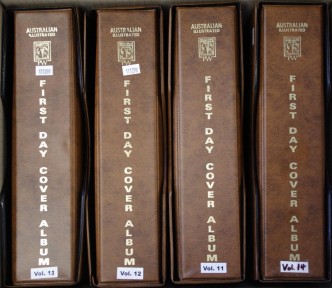 AUSTRALIAN
ILLUSTRATED
FIRST DAY COVER ALBUM
Vol. 13
AUSTRALIAN
ILLUSTRATED
FIRST DAY COVER ALBUM
Vol. 12
AUSTRALIAN
ILLUSTRATED
FIRST DAY COVER ALBUM
Vol. 11
AUSTRALIAN
ILLUSTRATED
FIRST DAY COVER ALBUM
Vol. 14